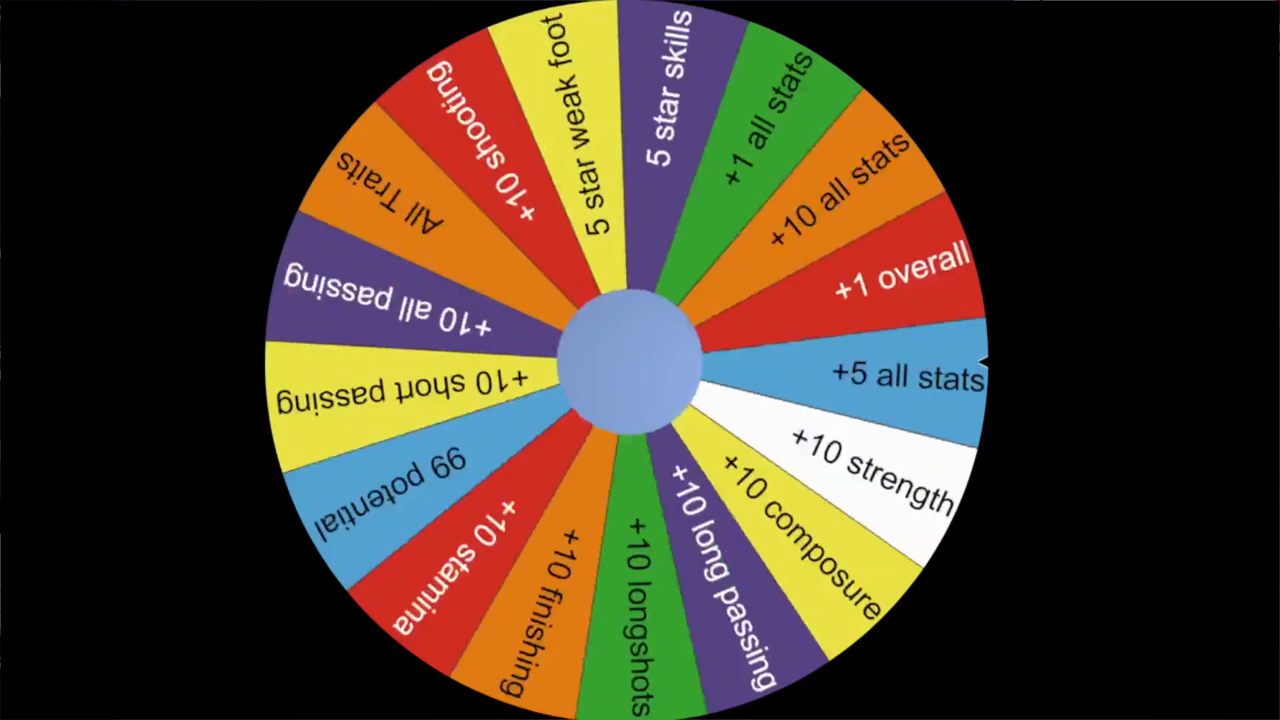 5 star skills
+1 all stats
+10 all stats
+1 overall
+5 all stats
+10 strength
+10 composure
+10 long passing
+10 longshots
+10 finishing
+10 stamina
99 potential
+10 short passing
+10 all passing
All Traits
+10 shooting
5 star weak foot